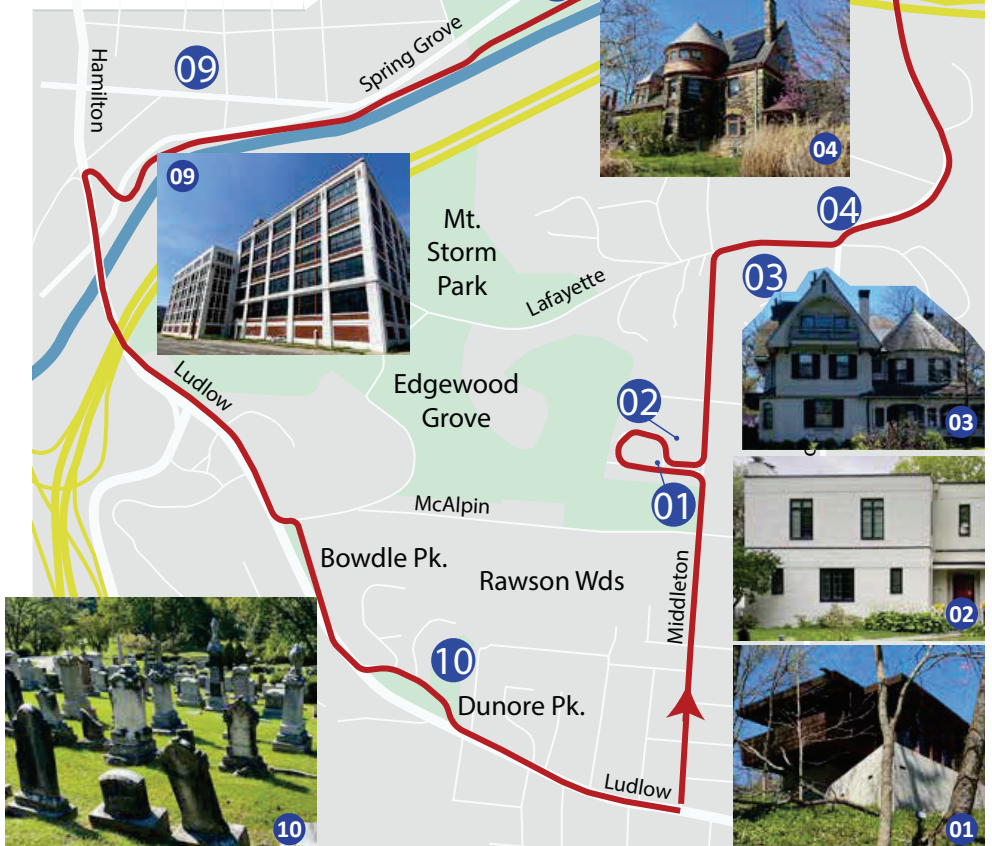 Hamilton
09
Spring Grove
04
09
04
Mt.
Storm
Park
03
Lafayette
03
Ludlow
Edgewood
Grove
02
01
McAlpin
02
Bowdle Pk.
Rawson Wds
Middleton
10
Dunore Pk.
Ludlow
10
01